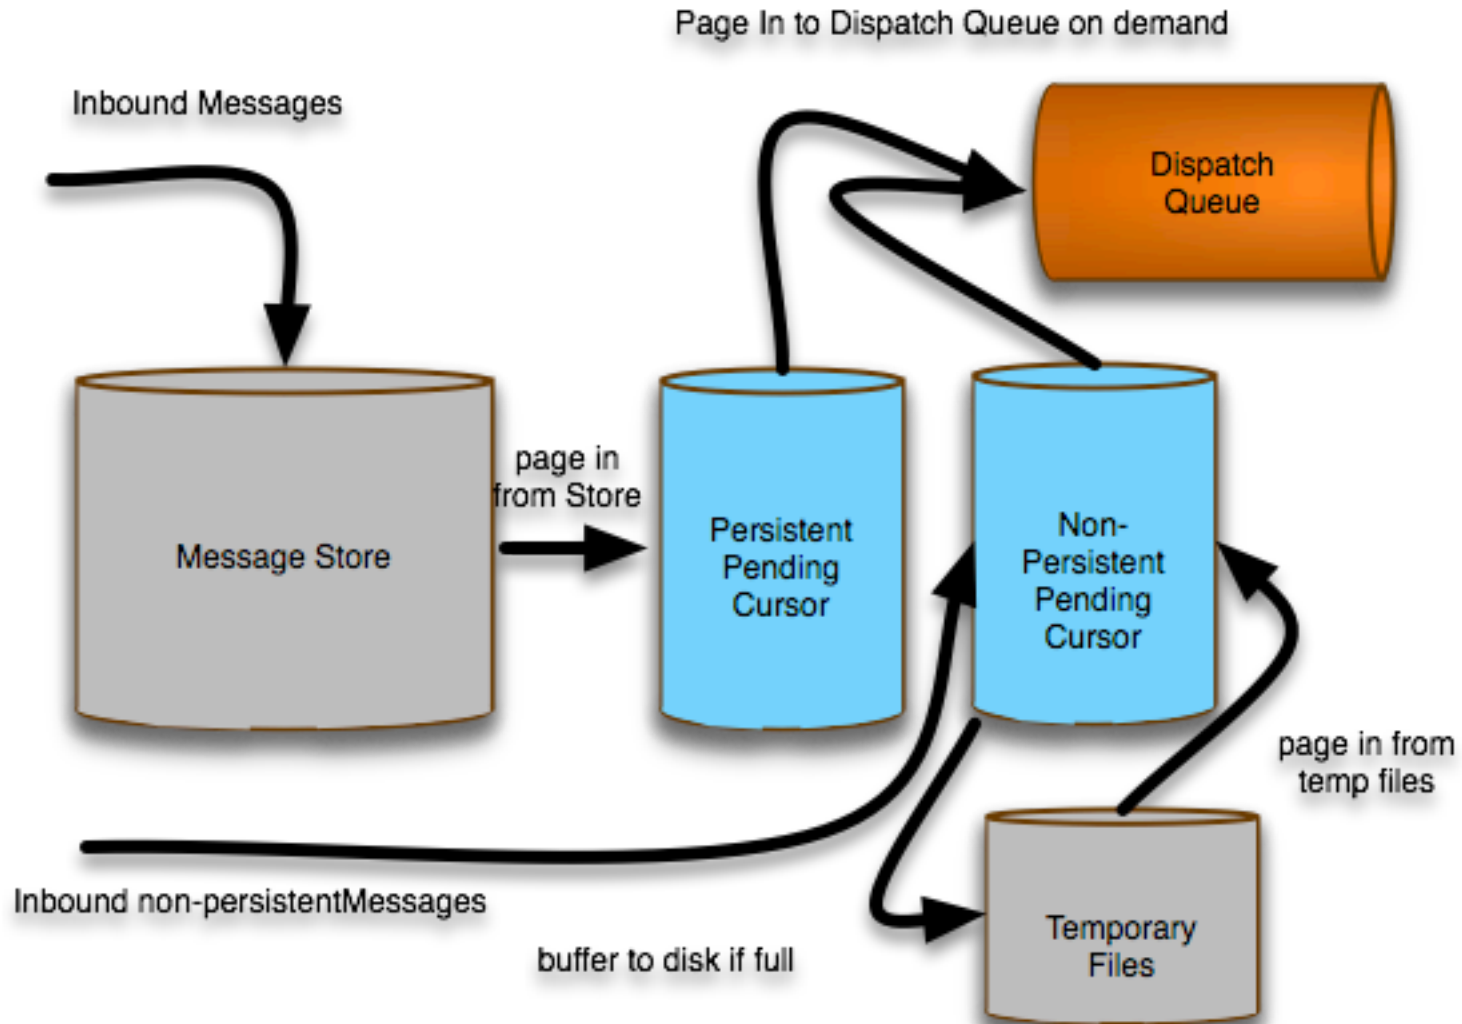 Page In to Dispatch Queue on demand
Inbound Messages
Dispatch
Queue
page in
from Store
Message Store
Persistent
Pending
Cursor
Non-
Persistent
Pending
Cursor
page in from
temp files
Inbound non-persistentMessages
buffer to disk if full
Temporary
Files